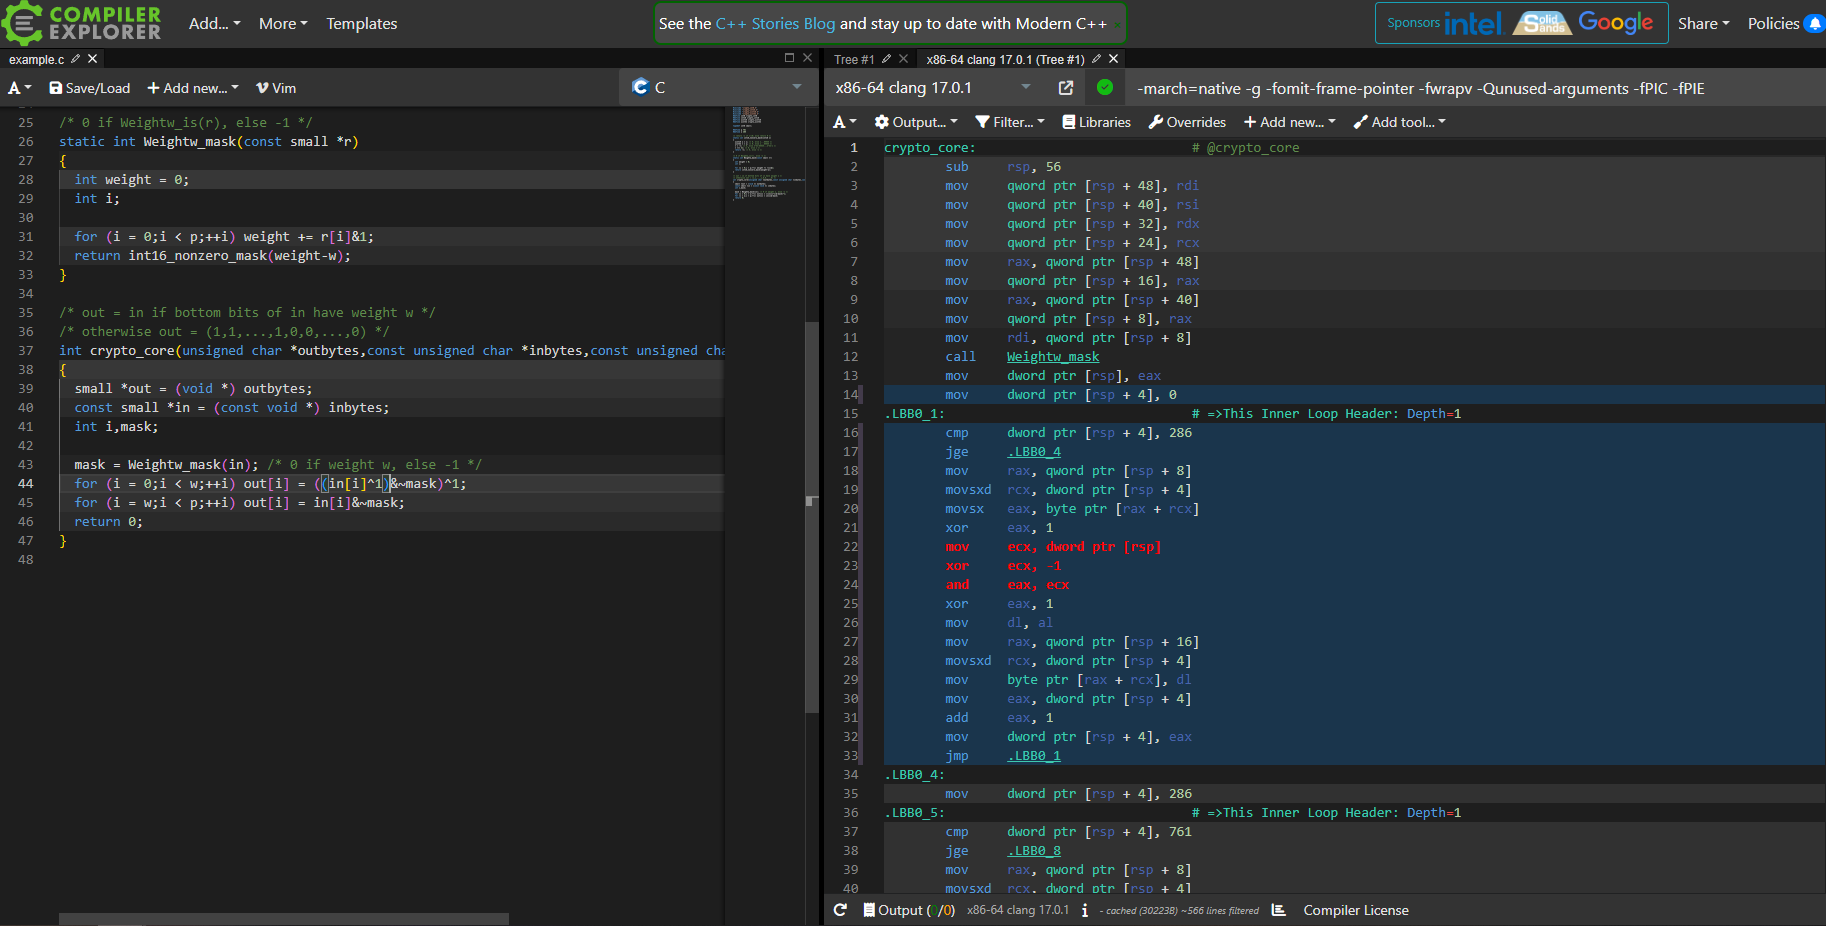 COMPILER
EXPLORER
Add...
More
Templates
See the C++ Stories Blog and stay up to date with Modern C++
Sponsors intel. Solid Sands Google
Share
Policies
example.c
A
Save/Load
Add new...
Vim
C
25 /* 0 if Weightw_is(r), else -1 */
26 static int Weightw_mask(const small *r)
27 {
28 int weight = 0;
29 int i;
30
31 for (i = 0;i < p;++i) weight += r[i]&1;
32 return int16_nonzero_mask(weight-w);
33 }
34
35 /* out = in if bottom bits of in have weight w */
36 /* otherwise out = (1,1,...,1,0,0,...,0) */
37 int crypto_core(unsigned char *outbytes,const unsigned char *inbytes,const unsigned cha
38 {
39 small *out = (void *) outbytes;
40 const small *in = (const void *) inbytes;
41 int i,mask;
42
43 mask = Weightw_mask(in); /* 0 if weight w, else -1 */
44 for (i = 0;i < w;++i) out[i] = ((in[i]^1)&~mask)^1;
45 for (i = w;i < p;++i) out[i] = in[i]&~mask;
46 return 0;
47 }
48
Tree #1
x86-64 clang 17.0.1 (Tree #1)
x86-64 clang 17.0.1
-march=native -g -fomit-frame-pointer -fwrapv -Qunused-arguments -fPIC -fPIE
A
Output...
Filter...
Libraries
Overrides
Add new...
Add tool...
1 crypto_core: # @crypto_core
2 sub rsp, 56
3 mov qword ptr [rsp + 48], rdi
4 mov qword ptr [rsp + 40], rsi
5 mov qword ptr [rsp + 32], rdx
6 mov qword ptr [rsp + 24], rcx
7 mov rax, qword ptr [rsp + 48]
8 mov qword ptr [rsp + 16], rax
9 mov rax, qword ptr [rsp + 40]
10 mov qword ptr [rsp + 8], rax
11 mov rdi, qword ptr [rsp + 8]
12 call Weightw_mask
13 mov dword ptr [rsp], eax
14 mov dword ptr [rsp + 4], 0
15 .LBB0_1: # =>This Inner Loop Header: Depth=1
16 cmp dword ptr [rsp + 4], 286
17 jge .LBB0_4
18 mov rax, qword ptr [rsp + 8]
19 movsxd rcx, dword ptr [rsp + 4]
20 movsx eax, byte ptr [rax + rcx]
21 xor eax, 1
22 mov ecx, dword ptr [rsp]
23 xor ecx, -1
24 and eax, ecx
25 xor eax, 1
26 mov dl, al
27 mov rax, qword ptr [rsp + 16]
28 movsxd rcx, dword ptr [rsp + 4]
29 mov byte ptr [rax + rcx], dl
30 mov eax, dword ptr [rsp + 4]
31 add eax, 1
32 mov dword ptr [rsp + 4], eax
33 jmp .LBB0_1
34 .LBB0_4:
35 mov dword ptr [rsp + 4], 286
36 .LBB0_5: # =>This Inner Loop Header: Depth=1
37 cmp dword ptr [rsp + 4], 761
38 jge .LBB0_8
39 mov rax, qword ptr [rsp + 8]
40 movsxd rcx, dword ptr [rsp + 4]
Output (0/0)
x86-64 clang 17.0.1
- cached (30223B) ~566 lines filtered
Compiler License